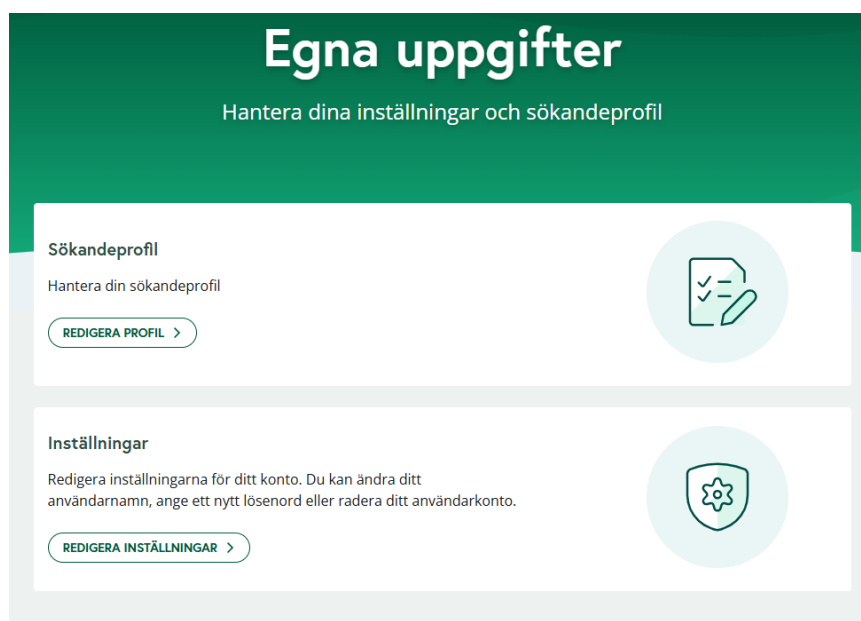 Egna uppgifter
Hantera dina inställningar och sökandeprofil
Sökandeprofil
Hantera din sökandeprofil
REDIGERA PROFIL
Inställningar
Redigera inställningarna för ditt konto. Du kan ändra ditt
användarnamn, ange ett nytt lösenord eller radera ditt användarkonto.
REDIGERA INSTÄLLNINGAR